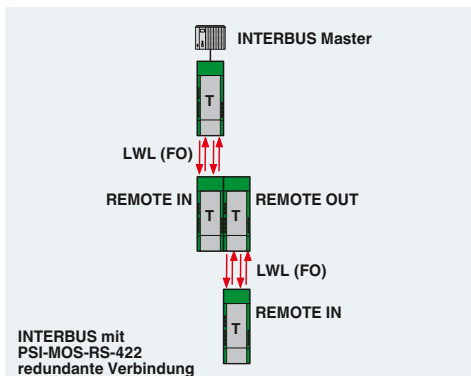 INTERBUS Master
T
LWL (FO)
REMOTE IN T T REMOTE OUT
LWL (FO)
REMOTE IN
T
INTERBUS mit
PSI-MOS-RS-422
redundante Verbindung